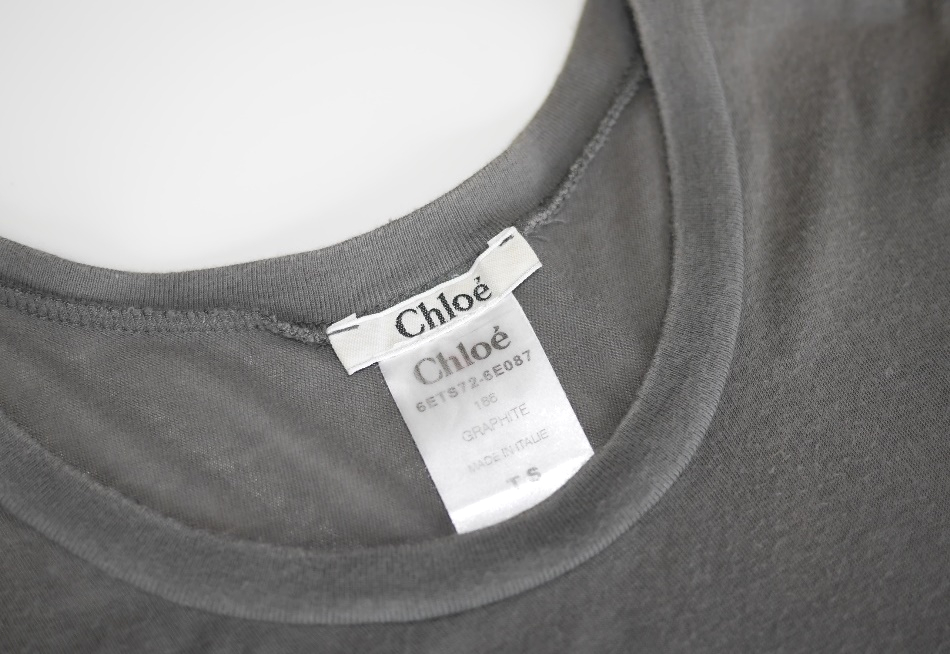 Chloé
Chloé
6ETS72-6E087
186
GRAPHITE
MADE IN ITALIE
T S